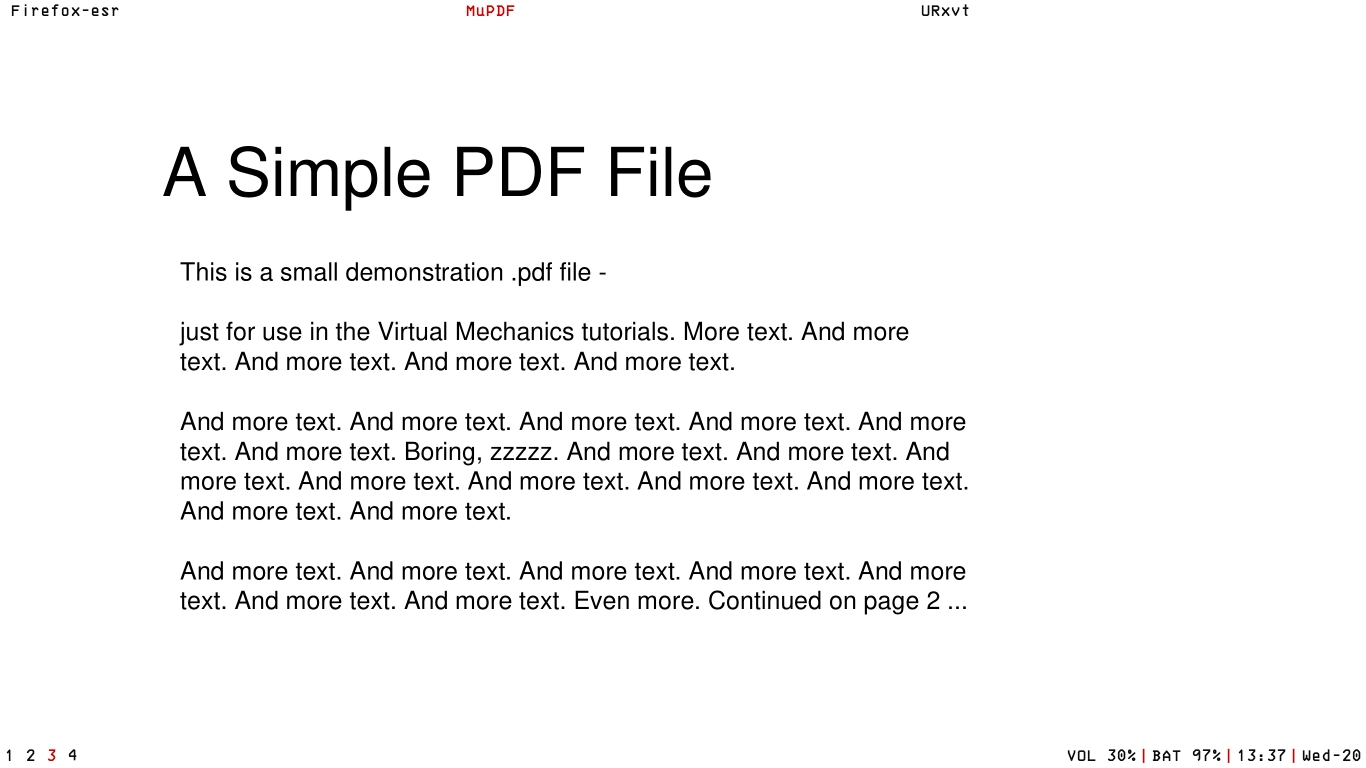 Firefox-esr MuPDF URxvt
A Simple PDF File
This is a small demonstration .pdf file -
just for use in the Virtual Mechanics tutorials. More text. And more
text. And more text. And more text. And more text.
And more text. And more text. And more text. And more text. And more
text. And more text. Boring, zzzzz. And more text. And more text. And
more text. And more text. And more text. And more text. And more text.
And more text. And more text.
And more text. And more text. And more text. And more text. And more
text. And more text. And more text. Even more. Continued on page 2 ...
1 2 3 4 VOL 30%|BAT 97%|13:37|Wed-20